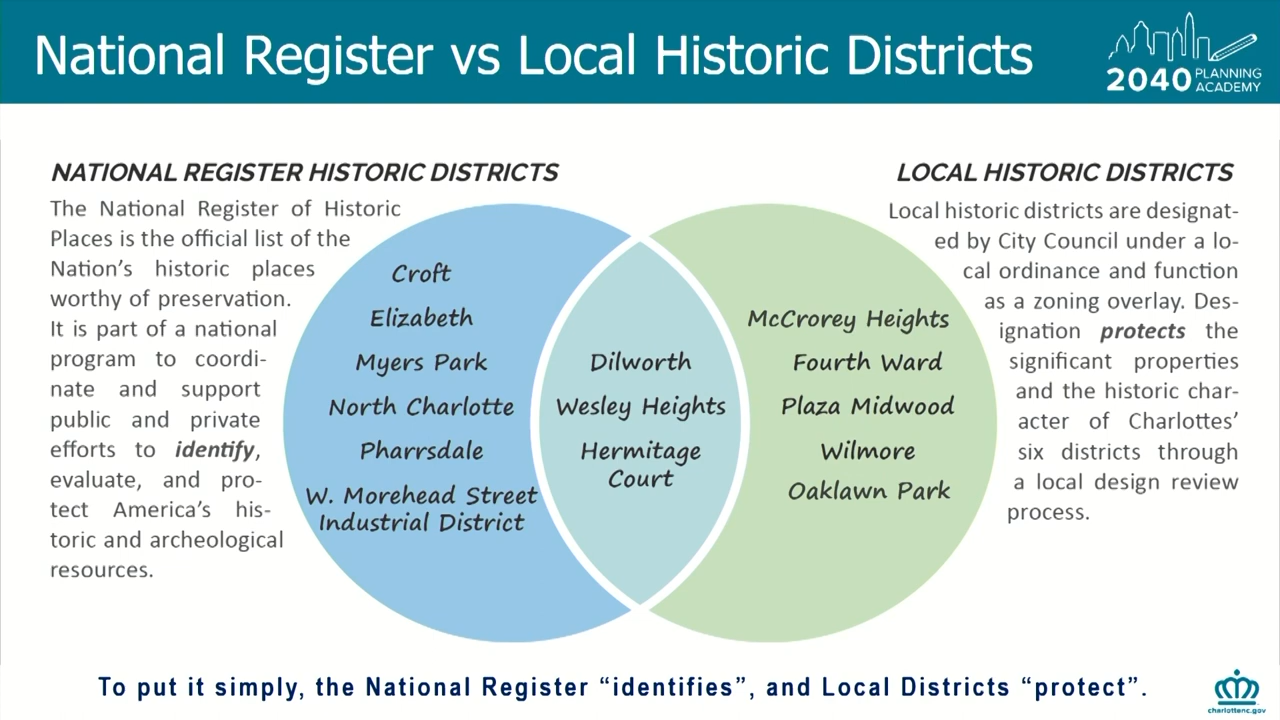 National Register vs Local Historic Districts
2040 PLANNING
ACADEMY
NATIONAL REGISTER HISTORIC DISTRICTS
The National Register of Historic
Places is the official list of the
Nation's historic places
worthy of preservation.
It is part of a national
program to coordi-
nate and support
public and private
efforts to identify,
evaluate, and pro-
tect America's his-
toric and archeological
resources.
Croft
Elizabeth
Myers Park
North Charlotte
Pharrsdale
W. Morehead Street
Industrial District
Dilworth
Wesley Heights
Hermitage
Court
McCrorey Heights
Fourth Ward
Plaza Midwood
Wilmore
Oaklawn Park
LOCAL HISTORIC DISTRICTS
Local historic districts are designat-
ed by City Council under a lo-
cal ordinance and function
as a zoning overlay. Des-
ignation protects the
significant properties
and the historic char-
acter of Charlottes'
six districts through
a local design review
process.
To put it simply, the National Register “identifies”, and Local Districts “protect”.
charlottenc.gov